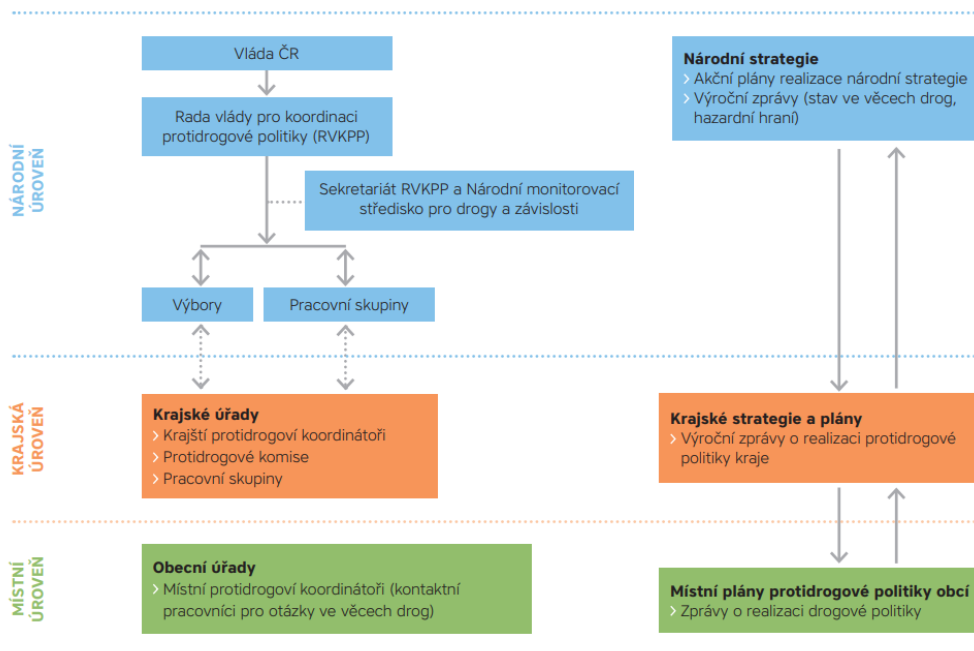 NÁRODNÍ
ÚROVEŇ
Vláda ČR
Rada vlády pro koordinaci
protidrogové politiky (RVKPP)
Sekretariát RVKPP a Národní monitorovací
středisko pro drogy a závislosti
Výbory
Pracovní skupiny
Národní strategie
› Akční plány realizace národní strategie
› Výroční zprávy (stav ve věcech drog,
hazardní hraní)
KRAJSKÁ
ÚROVEŇ
Krajské úřady
› Krajští protidrogoví koordinátoři
› Protidrogové komise
› Pracovní skupiny
Krajské strategie a plány
› Výroční zprávy o realizaci protidrogové
politiky kraje
MÍSTNÍ
ÚROVEŇ
Obecní úřady
› Místní protidrogoví koordinátoři (kontaktní
pracovníci pro otázky ve věcech drog)
Místní plány protidrogové politiky obcí
› Zprávy o realizaci drogové politiky